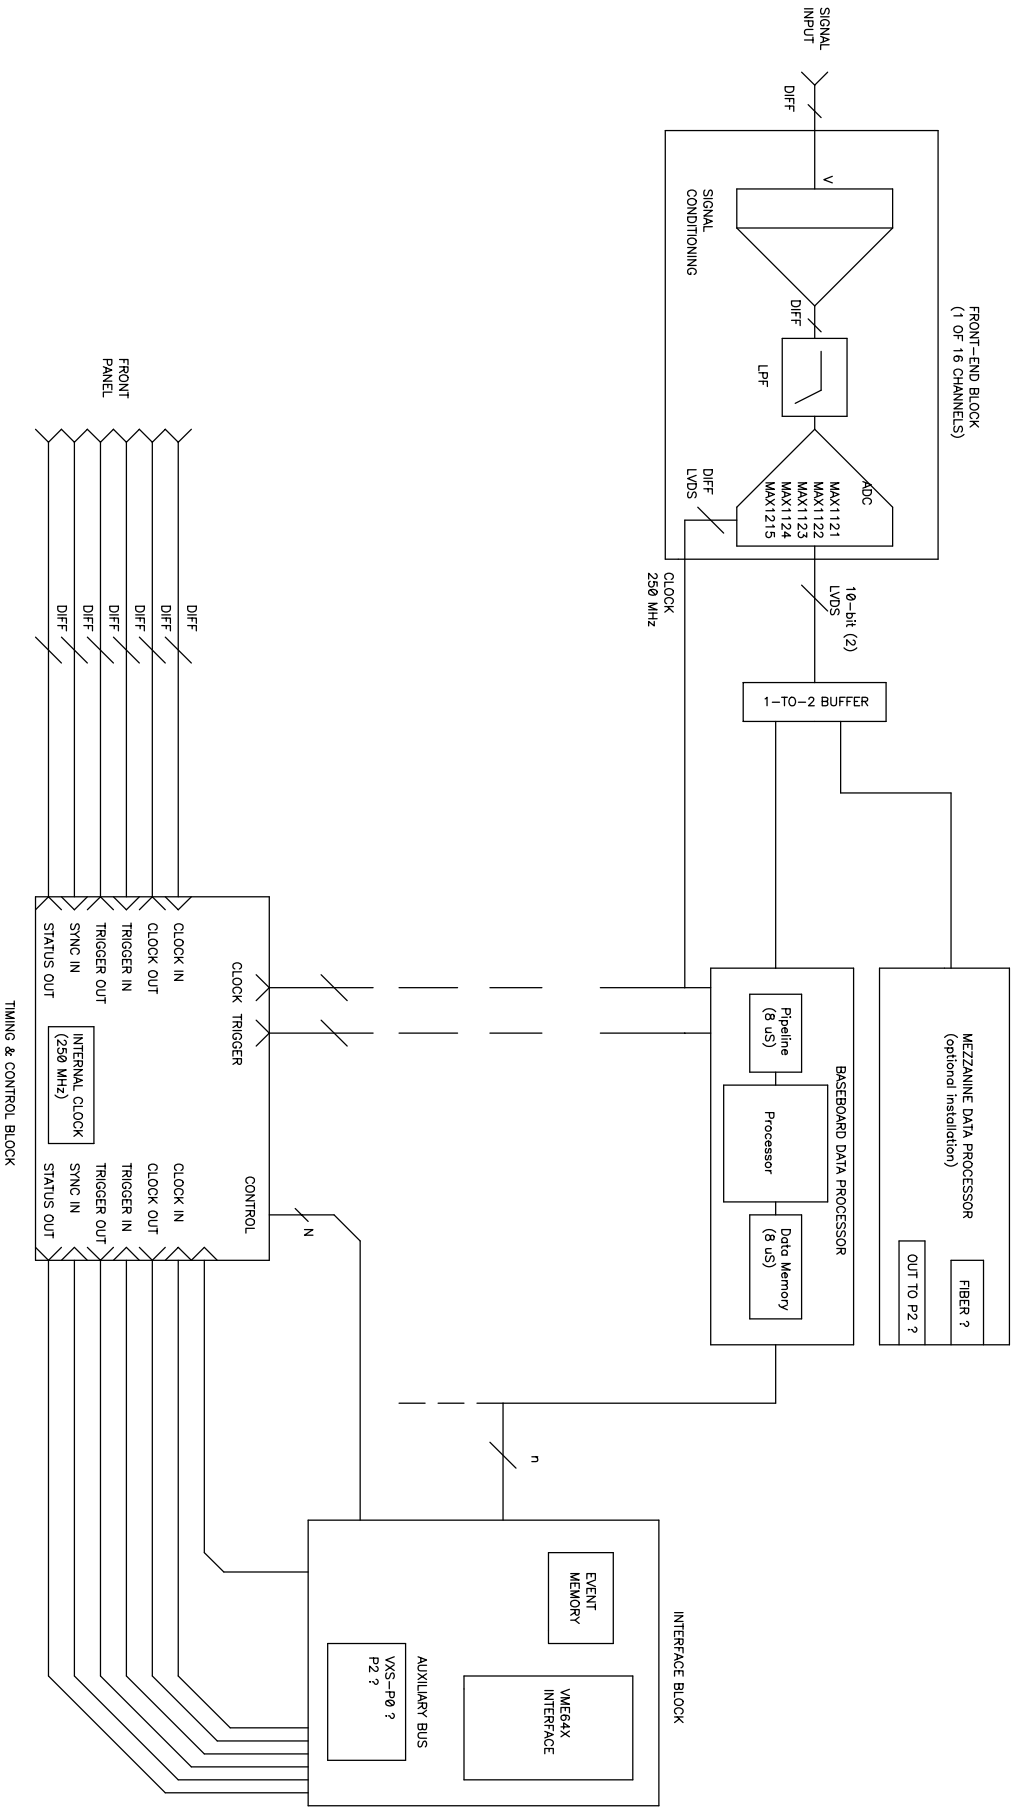 SIGNAL
INPUT
DIFF
FRONT-END BLOCK
(1 OF 16 CHANNELS)
V
SIGNAL
CONDITIONING
DIFF
LPF
ADC
MAX1121
MAX1122
MAX1123
MAX1124
MAX1215
DIFF
LVDS
CLOCK
250 MHz
10-bit (2)
LVDS
1-TO-2 BUFFER
MEZZANINE DATA PROCESSOR
(optional installation)
FIBER ?
OUT TO P2 ?
BASEBOARD DATA PROCESSOR
Pipeline
(8 uS)
Processor
Data Memory
(8 uS)
n
INTERFACE BLOCK
EVENT
MEMORY
VME64X
INTERFACE
AUXILIARY BUS
VXS-P0 ?
P2 ?
FRONT
PANEL
DIFF
DIFF
DIFF
DIFF
DIFF
DIFF
CLOCK
TRIGGER
CONTROL
N
CLOCK IN
CLOCK OUT
TRIGGER IN
TRIGGER OUT
SYNC IN
STATUS OUT
INTERNAL CLOCK
(250 MHz)
CLOCK IN
CLOCK OUT
TRIGGER IN
TRIGGER OUT
SYNC IN
STATUS OUT
TIMING & CONTROL BLOCK